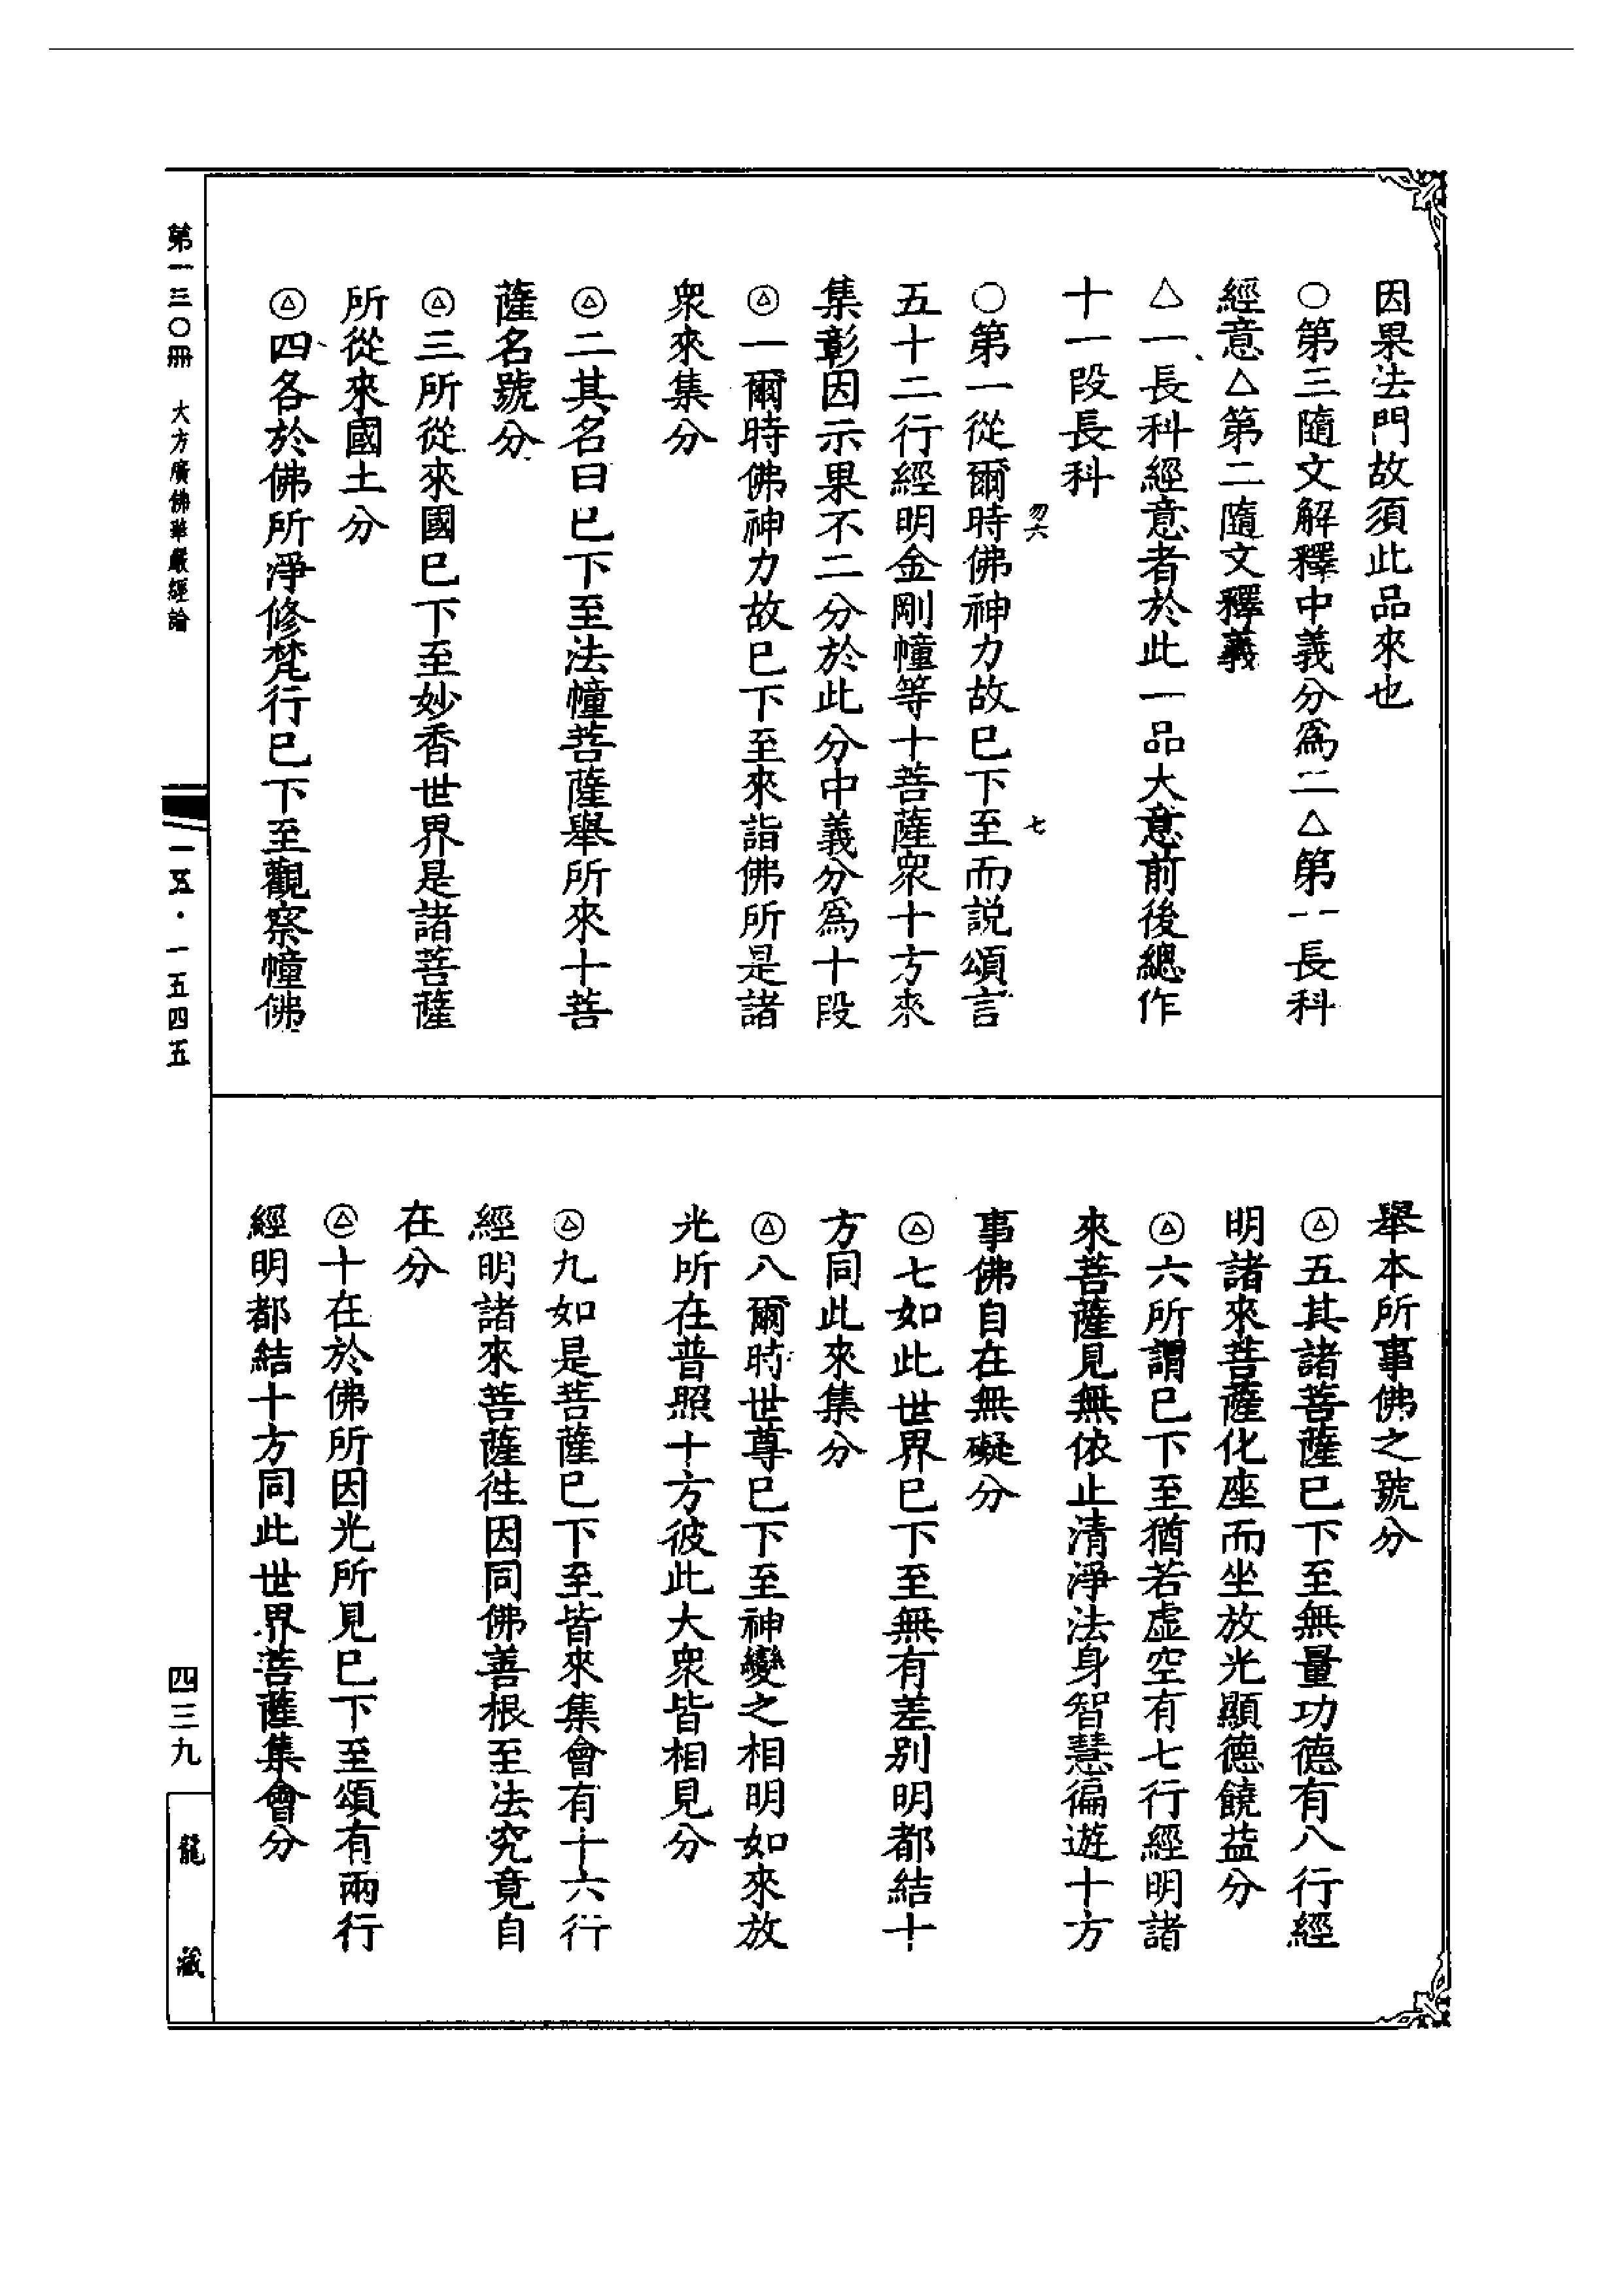 因果法門故須此品來也
○第三隨文解釋中義分爲二△第一長科
經意△第二隨文釋義
△一長科經意者於此一品大意前後總作
十一段長科
勿六
七
○第一從爾時佛神力故已下至而說頌言
五十二行經明金剛幢等十菩薩衆十方來
集彰因示果不二分於此分中義分爲十段
◬一爾時佛神力故已下至來詣佛所是諸
衆來集分
◬二其名曰已下至法幢菩薩舉所來十菩
薩名號分
◬三所從來國已下至妙香世界是諸菩薩
所從來國土分
◬四各於佛所淨修梵行已下至觀察幢佛
舉本所事佛之號分
◬五其諸菩薩已下至無量功德有八行經
明諸來菩薩化座而坐放光顯德饒益分
◬六所謂已下至猶若虛空有七行經明諸
來菩薩見無依止清淨法身智慧徧遊十方
事佛自在無礙分
◬七如此世界已下至無有差別明都結十
方同此來集分
◬八爾時世尊已下至神變之相明如來放
光所在普照十方彼此大衆皆相見分
◬九如是菩薩已下至皆來集會有十六行
經明諸來菩薩徃因同佛善根至法究竟自
在分
◬十在於佛所因光所見已下至頌有兩行
經明都結十方同此世界菩薩集會分
第一三〇冊 大方廣佛華嚴經論
一五·一五四五
四三九
龍藏